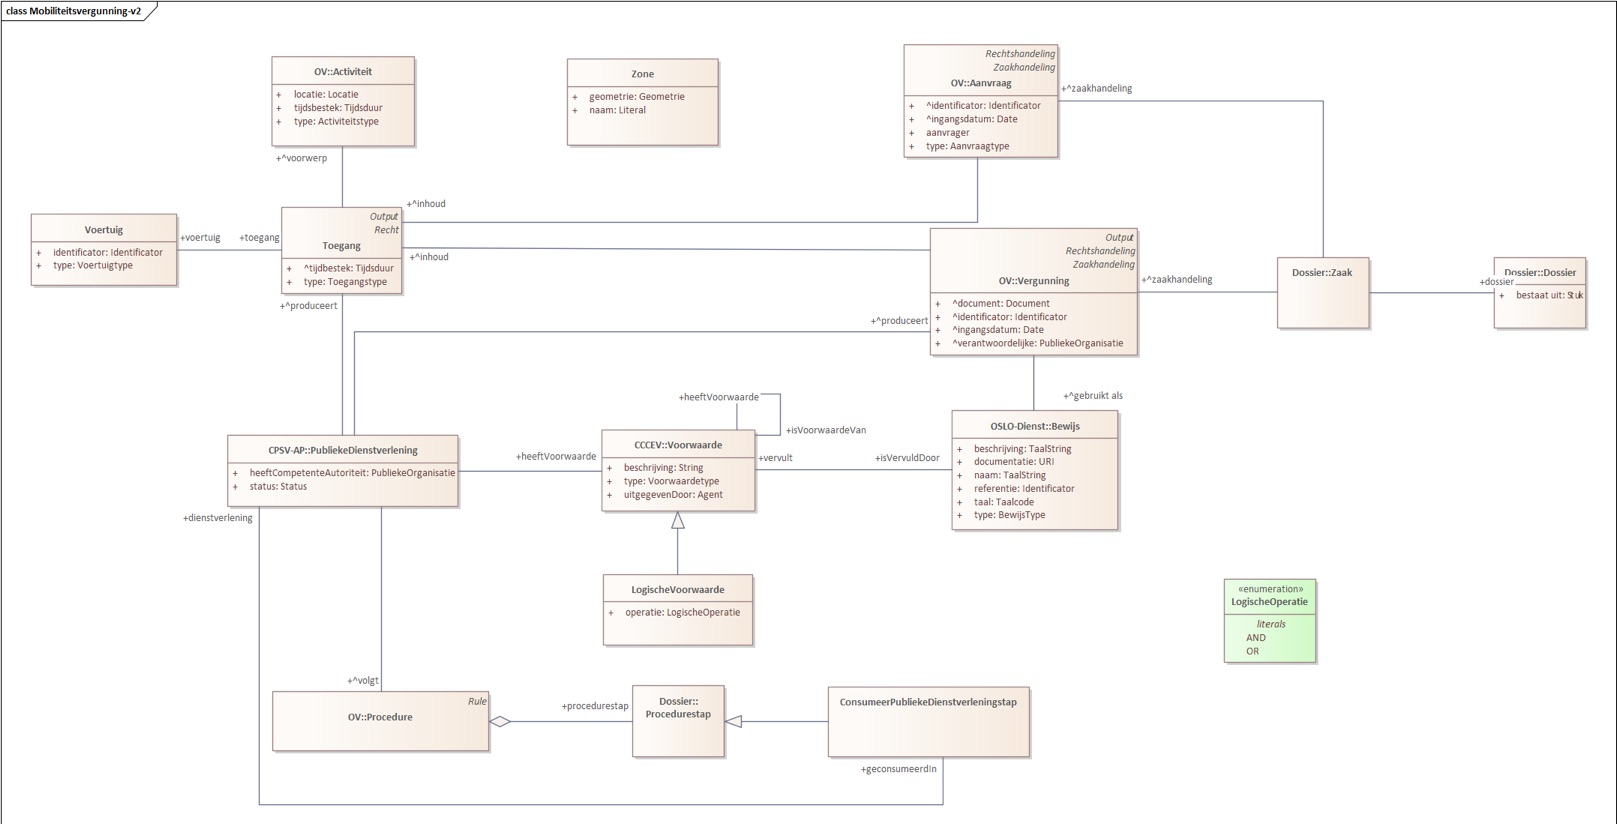 class Mobiliteitsvergunning-v2
OV::Activiteit
+ locatie: Locatie
+ tijdsbestek: Tijdsduur
+ type: Activiteitstype
+^voorwerp
Zone
+ geometrie: Geometrie
+ naam: Literal
Rechtshandeling
Zaakhandeling
OV::Aanvraag
+ ^identificator: Identificator
+ ^ingangsdatum: Date
+ aanvrager
+ type: Aanvraagtype
+^zaakhandeling
Voertuig
+ identificator: Identificator
+ type: Voertuigtype
+voertuig
+toegang
Output
Recht
Toegang
+ ^tijdbestek: Tijdsduur
+ type: Toegangstype
+^inhoud
+^inhoud
+^produceert
Output
Rechtshandeling
Zaakhandeling
OV::Vergunning
+ ^document: Document
+ ^identificator: Identificator
+ ^ingangsdatum: Date
+ ^verantwoordelijke: PubliekeOrganisatie
+^produceert
+^zaakhandeling
Dossier::Zaak
Dossier::Dossier
+dossier
+ bestaat uit: Stuk
+^gebruikt als
+heeftVoorwaarde
+isVoorwaardeVan
CPSV-AP::PubliekeDienstverlening
+ heeftCompetenteAutoriteit: PubliekeOrganisatie
+ status: Status
+heeftVoorwaarde
CCCEV::Voorwaarde
+ beschrijving: String
+ type: Voorwaardetype
+ uitgegevenDoor: Agent
+vervult
+isVervuldDoor
OSLO-Dienst::Bewijs
+ beschrijving: TaalString
+ documentatie: URI
+ naam: TaalString
+ referentie: Identificator
+ taal: Taalcode
+ type: BewijsType
+dienstverlening
LogischeVoorwaarde
+ operatie: LogischeOperatie
«enumeration»
LogischeOperatie
literals
AND
OR
+^volgt
Rule
OV::Procedure
+procedurestap
Dossier::
Procedurestap
ConsumeerPubliekeDienstverleningstap
+geconsumeerdIn